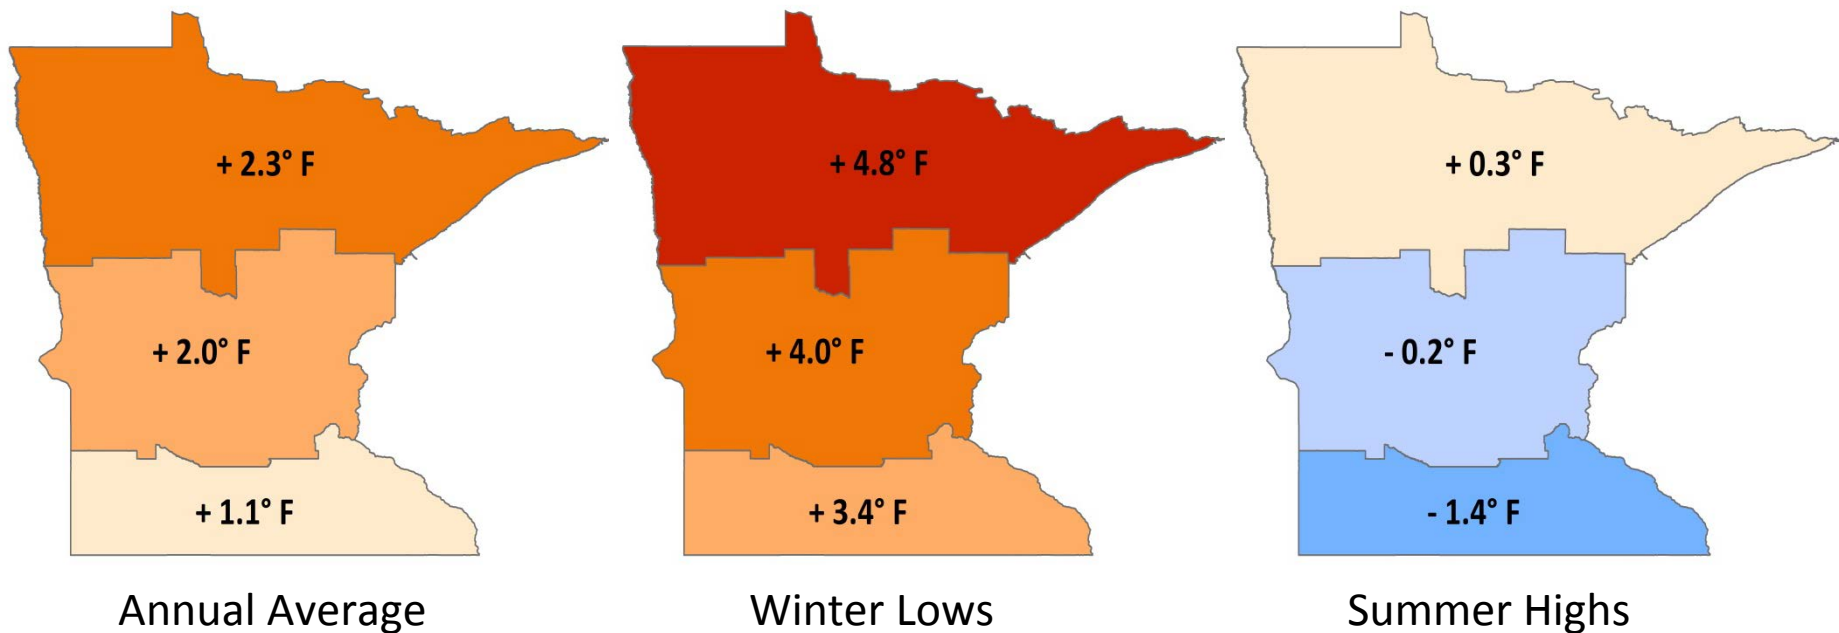 + 2.3° F
+ 2.0° F
+ 1.1° F
Annual Average
+ 4.8° F
+ 4.0° F
+ 3.4° F
Winter Lows
+ 0.3° F
- 0.2° F
- 1.4° F
Summer Highs